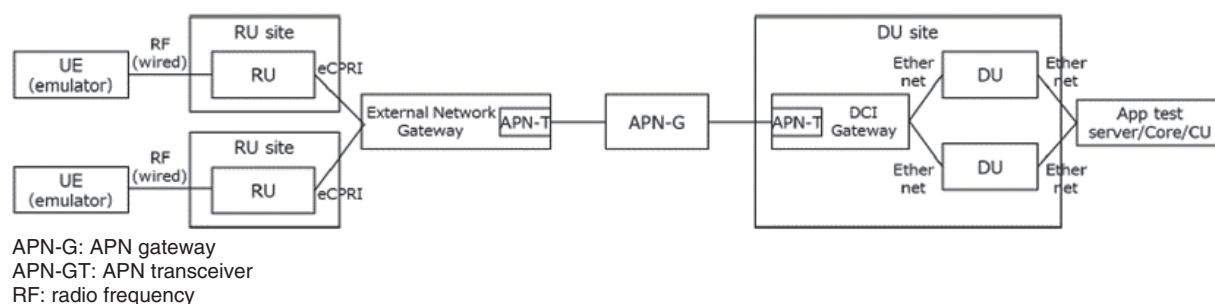 RU site
DU site
RF
(wired)
UE
(emulator)
RU
eCPRI
External Network
Gateway
APN-T
APN-G
APN-T
DCI
Gateway
Ether
net
DU
Ether
net
App test
server/Core/CU
RU site
RF
(wired)
UE
(emulator)
RU
eCPRI
Ether
net
DU
Ether
net
APN-G: APN gateway
APN-GT: APN transceiver
RF: radio frequency